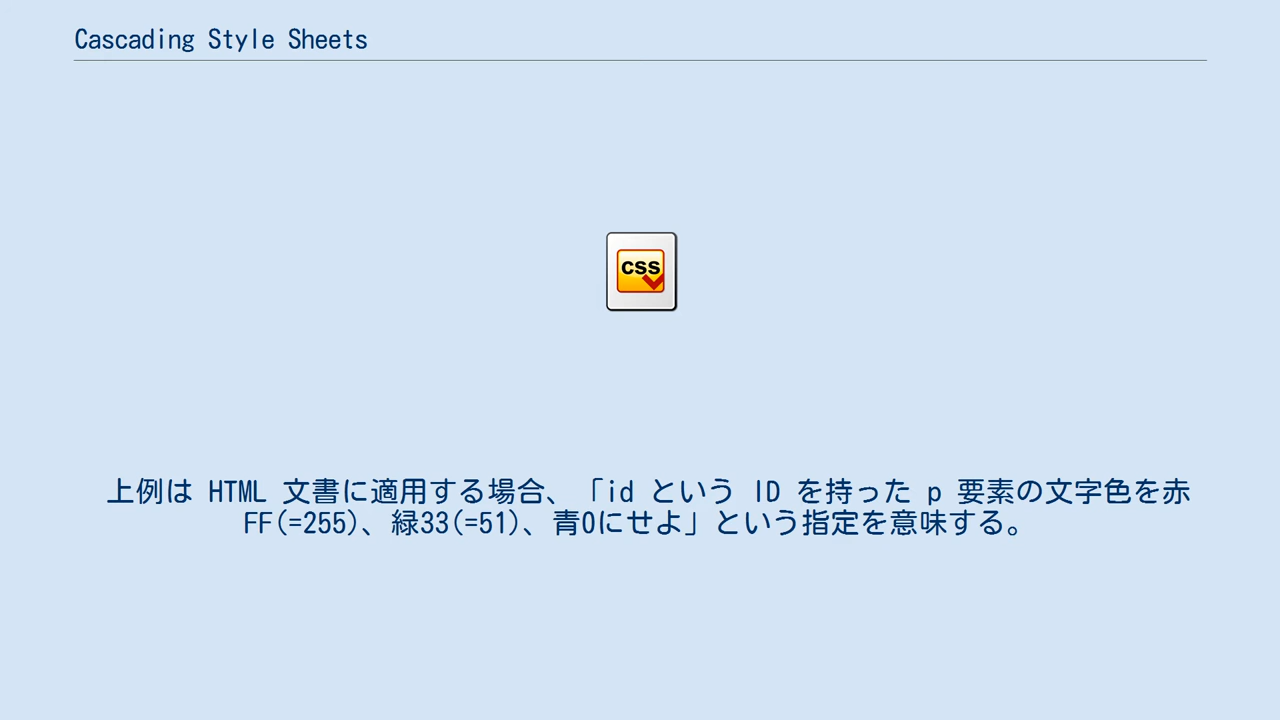 Cascading Style Sheets
CSS
上例は HTML 文書に適用する場合、「id という ID を持った p 要素の文字色を赤
FF(=255)、緑33(=51)、青0にせよ」という指定を意味する。